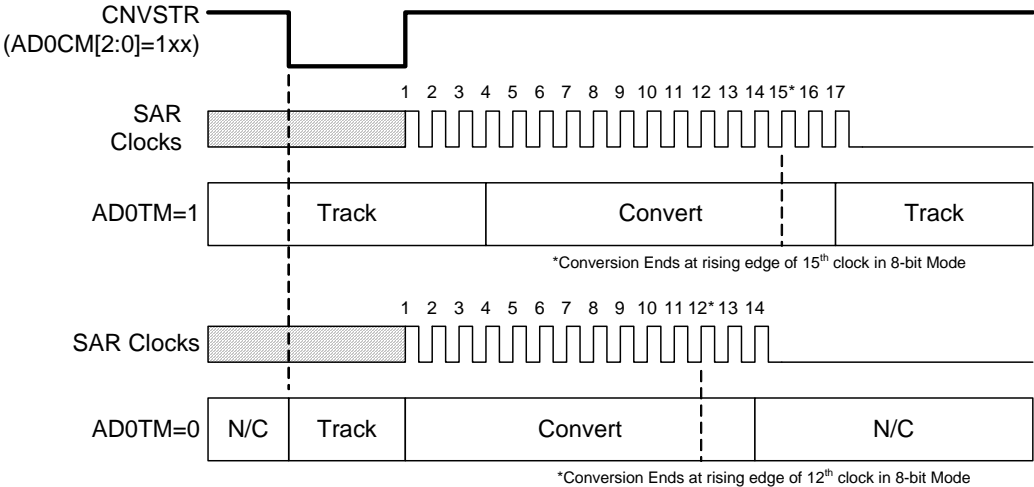 CNVSTR
(AD0CM[2:0]=1xx)
1 2 3 4 5 6 7 8 9 10 11 12 13 14 15* 16 17
SAR
Clocks
AD0TM=1 Track Convert Track
*Conversion Ends at rising edge of 15th clock in 8-bit Mode
1 2 3 4 5 6 7 8 9 10 11 12* 13 14
SAR Clocks
AD0TM=0 N/C Track Convert N/C
*Conversion Ends at rising edge of 12th clock in 8-bit Mode